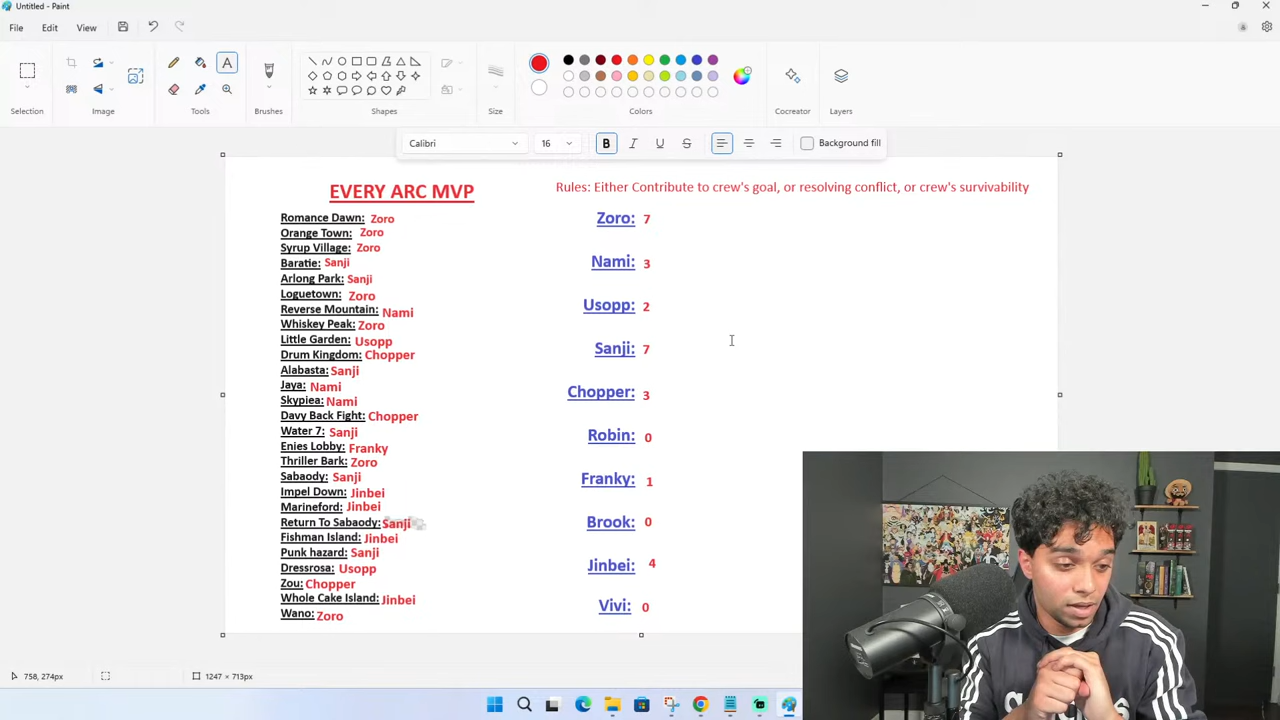 Untitled - Paint
File Edit View
Selection Image Tools Brushes Shapes Size Colors Cocreator Layers
Calibri 16 B I U S Background fill
EVERY ARC MVP
Rules: Either Contribute to crew's goal, or resolving conflict, or crew's survivability
Romance Dawn: Zoro
Orange Town: Zoro
Syrup Village: Zoro
Baratie: Sanji
Arlong Park: Sanji
Loguetown: Zoro
Reverse Mountain: Nami
Whiskey Peak: Zoro
Little Garden: Usopp
Drum Kingdom: Chopper
Alabasta: Sanji
Jaya: Nami
Skypiea: Nami
Davy Back Fight: Chopper
Water 7: Sanji
Enies Lobby: Franky
Thriller Bark: Zoro
Sabaody: Sanji
Impel Down: Jinbei
Marineford: Jinbei
Return To Sabaody: Sanji
Fishman Island: Jinbei
Punk hazard: Sanji
Dressrosa: Usopp
Zou: Chopper
Whole Cake Island: Jinbei
Wano: Zoro
Zoro: 7
Nami: 3
Usopp: 2
Sanji: 7
Chopper: 3
Robin: 0
Franky: 1
Brook: 0
Jinbei: 4
Vivi: 0
758, 274px 1247 × 713px